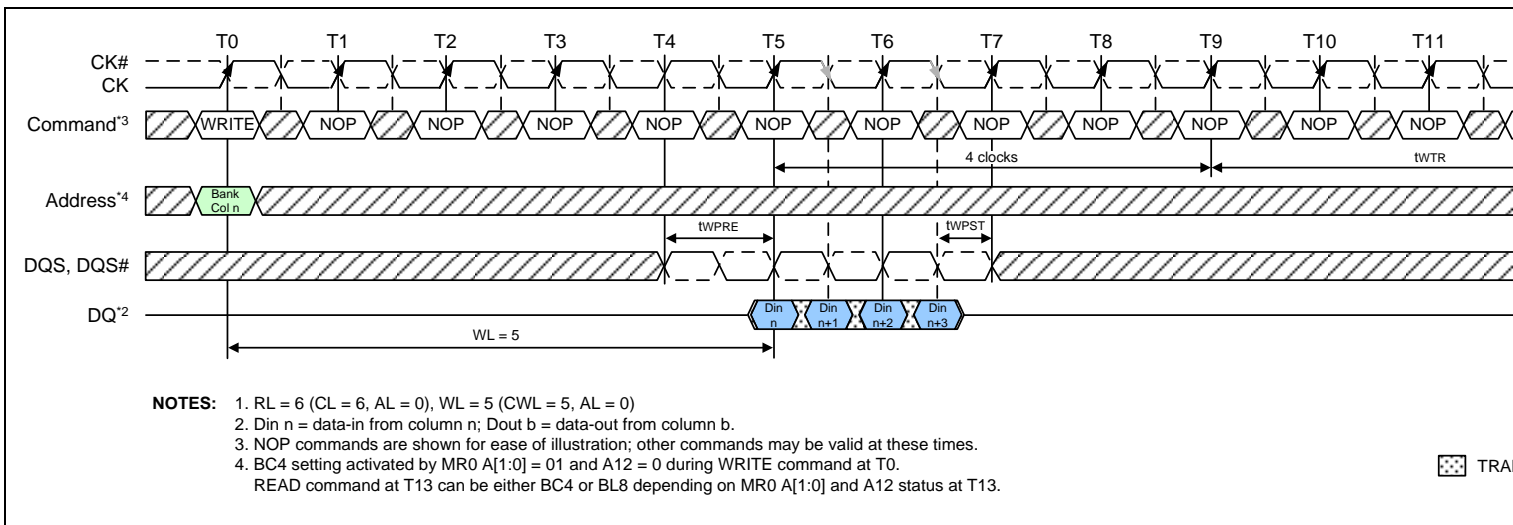 T0 T1 T2 T3 T4 T5 T6 T7 T8 T9 T10 T11
CK#
CK
Command*3 WRITE NOP NOP NOP NOP NOP NOP NOP NOP NOP NOP NOP
4 clocks tWTR
Address*4 Bank
Col n
tWPRE tWPST
DQS, DQS#
DQ*2 Din n Din n+1 Din n+2 Din n+3
WL = 5
NOTES: 1. RL = 6 (CL = 6, AL = 0), WL = 5 (CWL = 5, AL = 0)
2. Din n = data-in from column n; Dout b = data-out from column b.
3. NOP commands are shown for ease of illustration; other commands may be valid at these times.
4. BC4 setting activated by MR0 A[1:0] = 01 and A12 = 0 during WRITE command at T0.
READ command at T13 can be either BC4 or BL8 depending on MR0 A[1:0] and A12 status at T13.